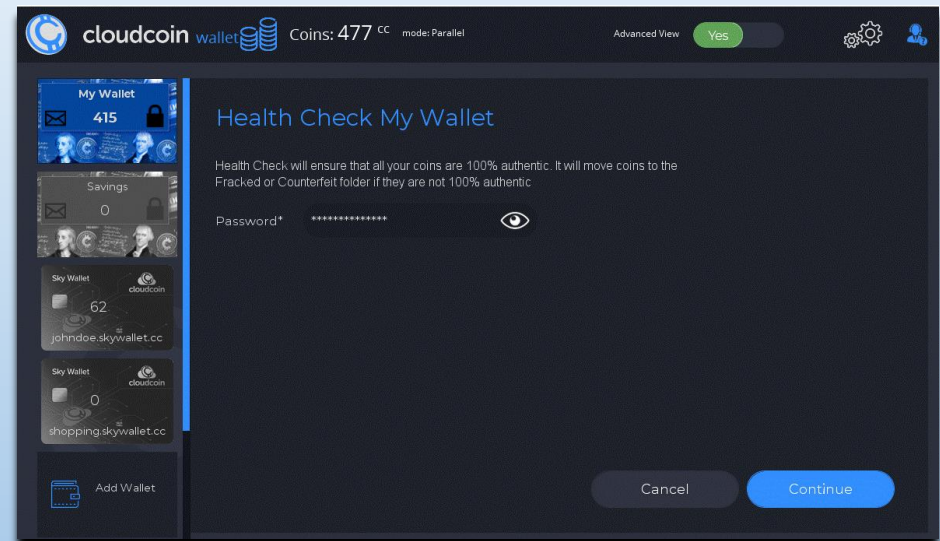 cloudcoin wallet Coins: 477 CC mode: Parallel Advanced View Yes
My Wallet
415
Savings
0
Sky Wallet
cloudcoin
62
johndoe.skywallet.cc
Sky Wallet
cloudcoin
0
shopping.skywallet.cc
Add Wallet
Health Check My Wallet
Health Check will ensure that all your coins are 100% authentic. It will move coins to the
Fracked or Counterfeit folder if they are not 100% authentic
Password* **************
Cancel Continue